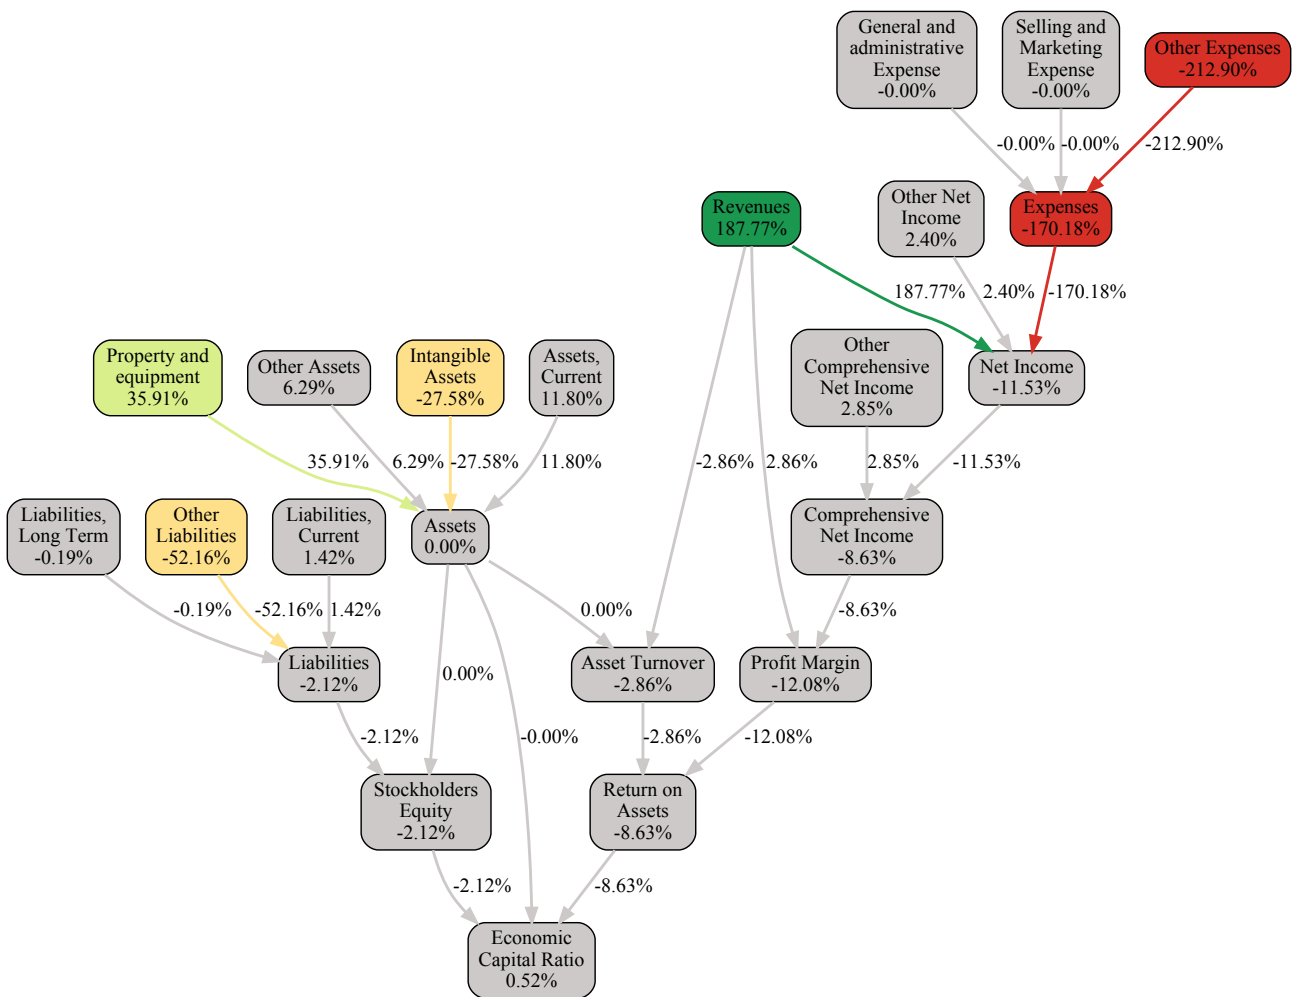 General and
administrative
Expense
-0.00%
Selling and
Marketing
Expense
-0.00%
Other Expenses
-212.90%
-0.00%
-0.00%
-212.90%
Revenues
187.77%
Other Net
Income
2.40%
Expenses
-170.18%
187.77%
2.40%
-170.18%
Property and
equipment
35.91%
Other Assets
6.29%
Intangible
Assets
-27.58%
Assets,
Current
11.80%
Other
Comprehensive
Net Income
2.85%
Net Income
-11.53%
35.91%
6.29%
-27.58%
11.80%
-2.86%
2.86%
2.85%
-11.53%
Liabilities,
Long Term
-0.19%
Other
Liabilities
-52.16%
Liabilities,
Current
1.42%
Assets
0.00%
Comprehensive
Net Income
-8.63%
-0.19%
-52.16%
1.42%
0.00%
-8.63%
Liabilities
-2.12%
0.00%
Asset Turnover
-2.86%
Profit Margin
-12.08%
-2.12%
-0.00%
-2.86%
-12.08%
Stockholders
Equity
-2.12%
Return on
Assets
-8.63%
-2.12%
-8.63%
Economic
Capital Ratio
0.52%